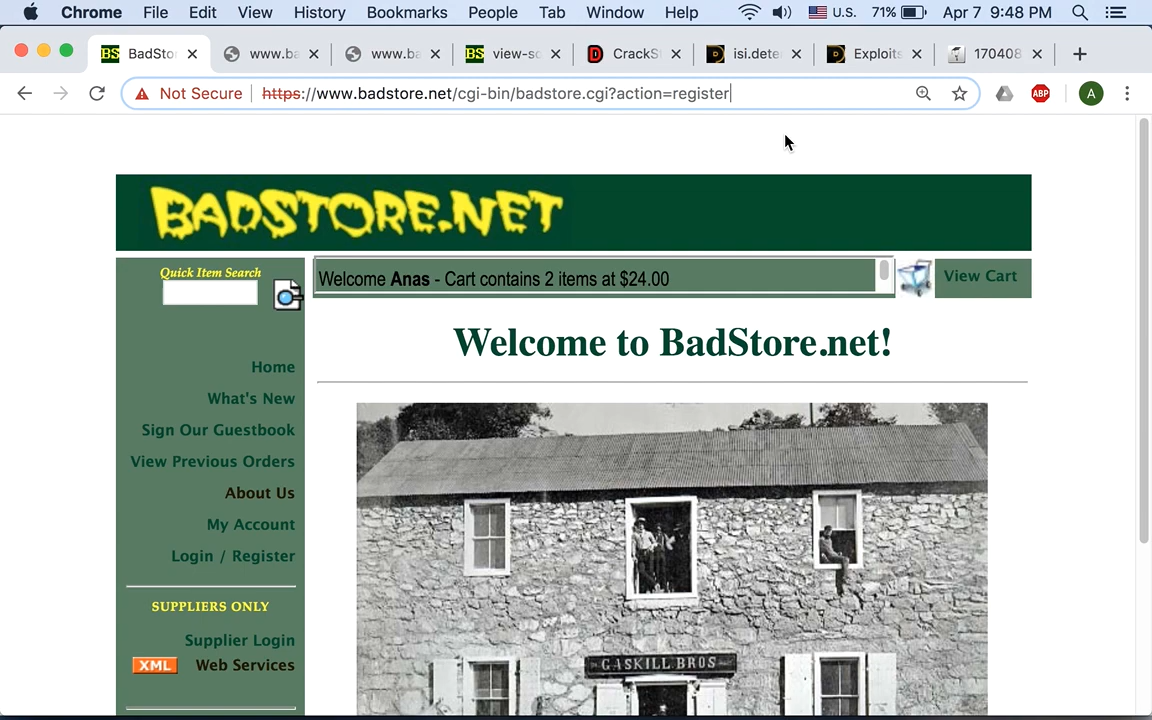 Chrome File Edit View History Bookmarks People Tab Window Help U.S. 71% Apr 7 9:48 PM
BS BadSto www.ba www.ba BS view-so D CrackSt isi.dete Exploits 170408
Not Secure https://www.badstore.net/cgi-bin/badstore.cgi?action=register ABP A
BADSTORE.NET
Quick Item Search
Welcome Anas - Cart contains 2 items at $24.00
View Cart
Welcome to BadStore.net!
Home
What's New
Sign Our Guestbook
View Previous Orders
About Us
My Account
Login / Register
SUPPLIERS ONLY
Supplier Login
XML Web Services
GASKILL BROS